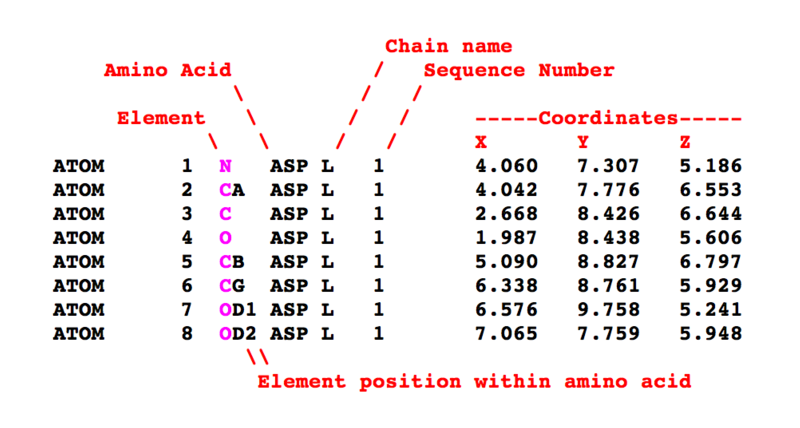 Chain name
Amino Acid / Sequence Number
\ / /
Element \ / / -----Coordinates-----
\ \ / / X Y Z
ATOM 1 N ASP L 1 4.060 7.307 5.186
ATOM 2 CA ASP L 1 4.042 7.776 6.553
ATOM 3 C ASP L 1 2.668 8.426 6.644
ATOM 4 O ASP L 1 1.987 8.438 5.606
ATOM 5 CB ASP L 1 5.090 8.827 6.797
ATOM 6 CG ASP L 1 6.338 8.761 5.929
ATOM 7 OD1 ASP L 1 6.576 9.758 5.241
ATOM 8 OD2 ASP L 1 7.065 7.759 5.948
\\
Element position within amino acid